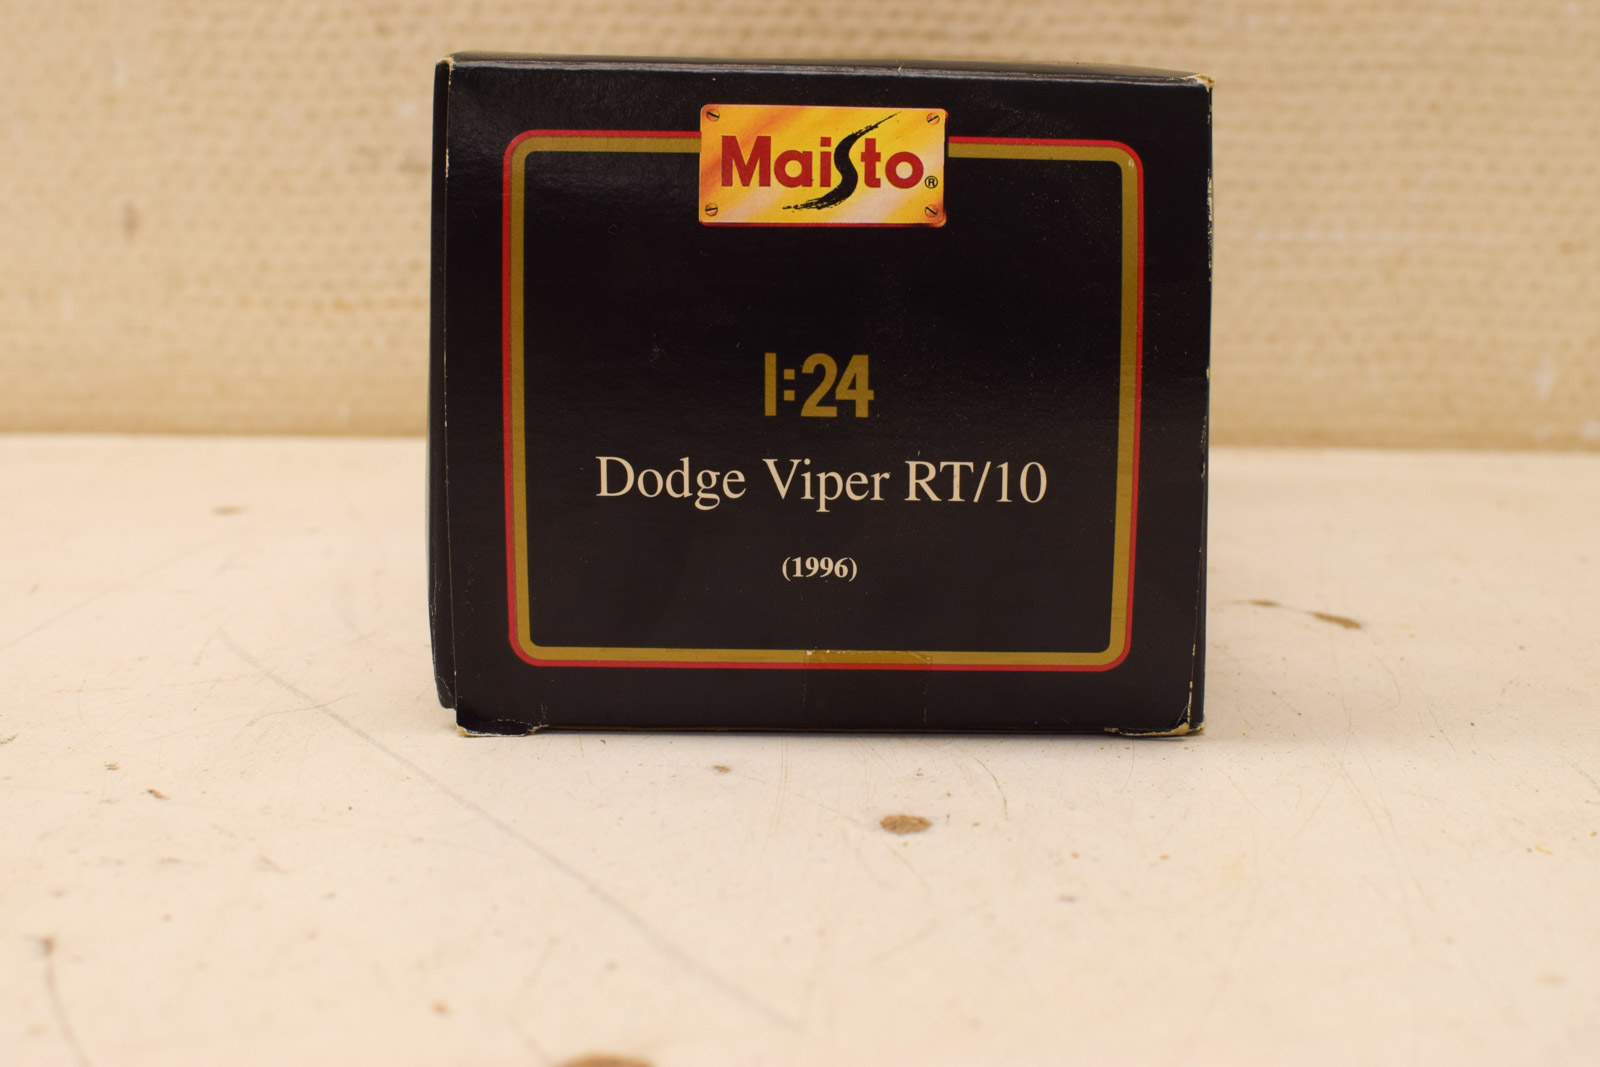 Maisto®
1:24
Dodge Viper RT/10
(1996)